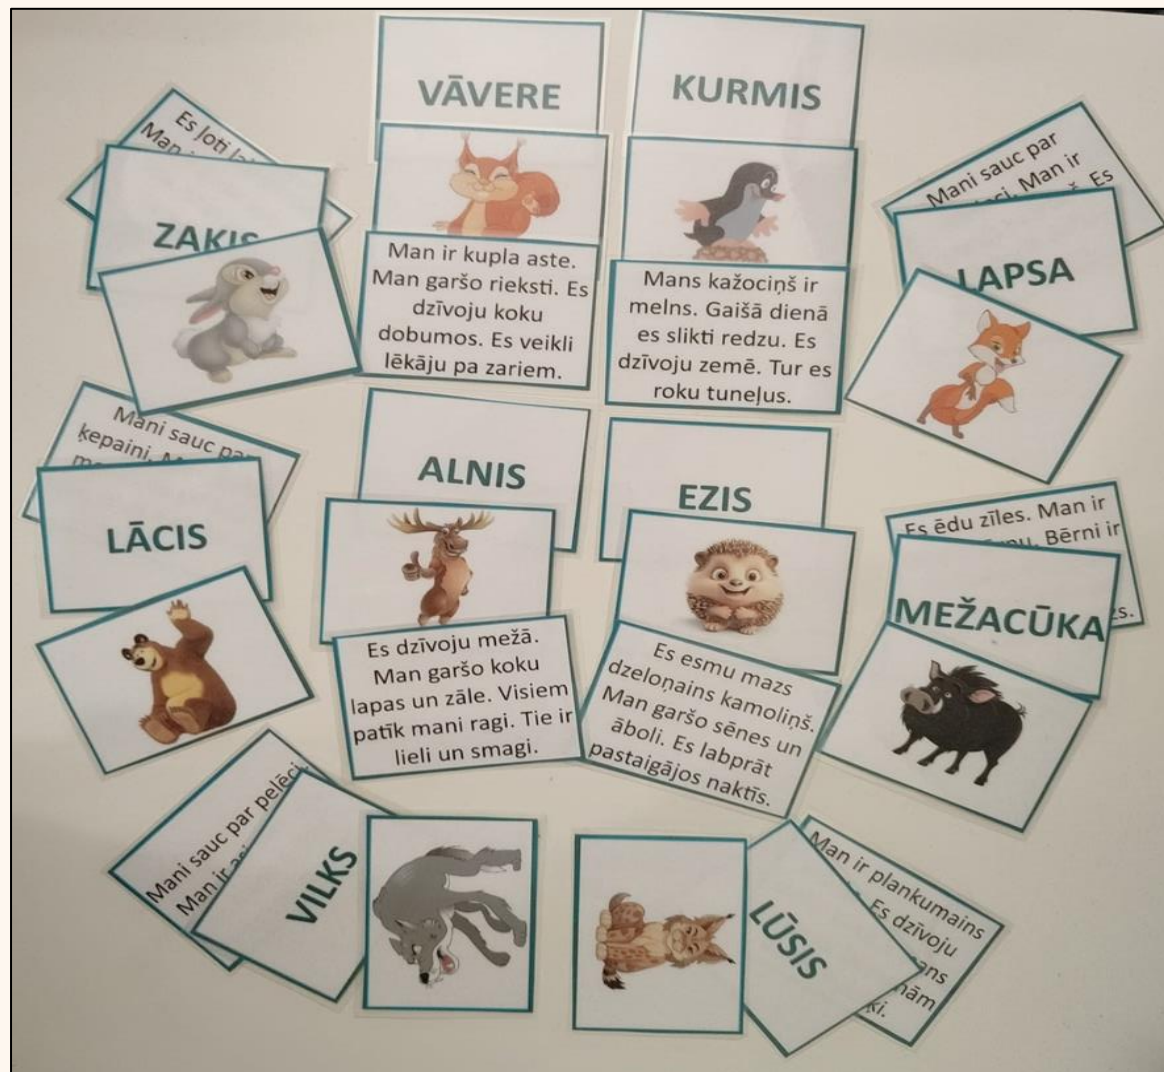 VĀVERE
KURMIS
Es ļoti
Man
ZAĶIS
Man ir kupla aste.
Man garšo rieksti. Es
dzīvoju koku
dobumos. Es veikli
lēkāju pa zariem.
Mans kažociņš ir
melns. Gaišā dienā
es slikti redzu. Es
dzīvoju zemē. Tur es
roku tuneļus.
Mani sauc par
Man ir
Es
LAPSA
Mani sauc par
ķepaini.
LĀCIS
ALNIS
EZIS
Es dzīvoju mežā.
Man garšo koku
lapas un zāle. Visiem
patīk mani ragi. Tie ir
lieli un smagi.
Es esmu mazs
dzeloņains kamoliņš.
Man garšo sēnes un
āboli. Es labprāt
pastaigājos naktīs.
Es ēdu zīles. Man ir
Bērni ir
MEŽACŪKA
Mani sauc par pelēci.
Man ir
VILKS
LŪSIS
Man ir plankumains
Es dzīvoju